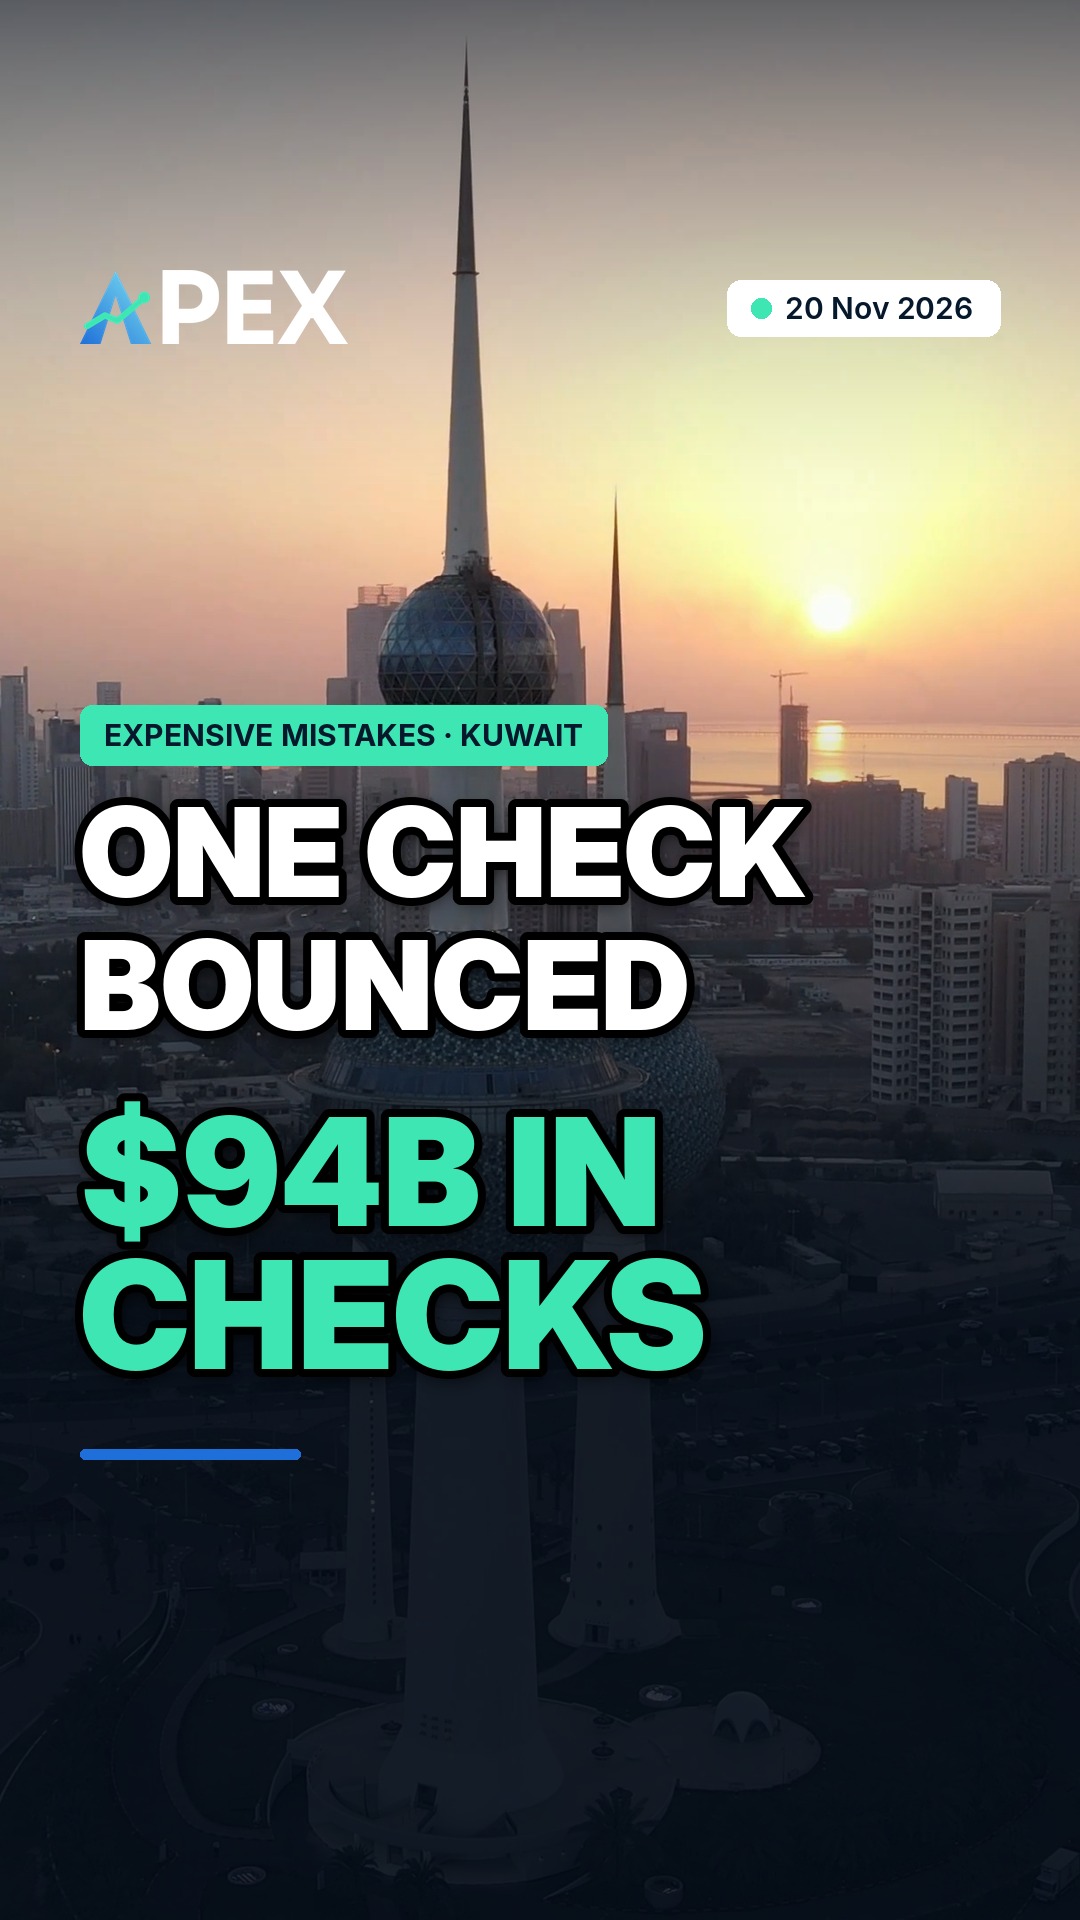 APEX
20 Nov 2026
EXPENSIVE MISTAKES · KUWAIT
ONE CHECK
BOUNCED
$94B IN
CHECKS